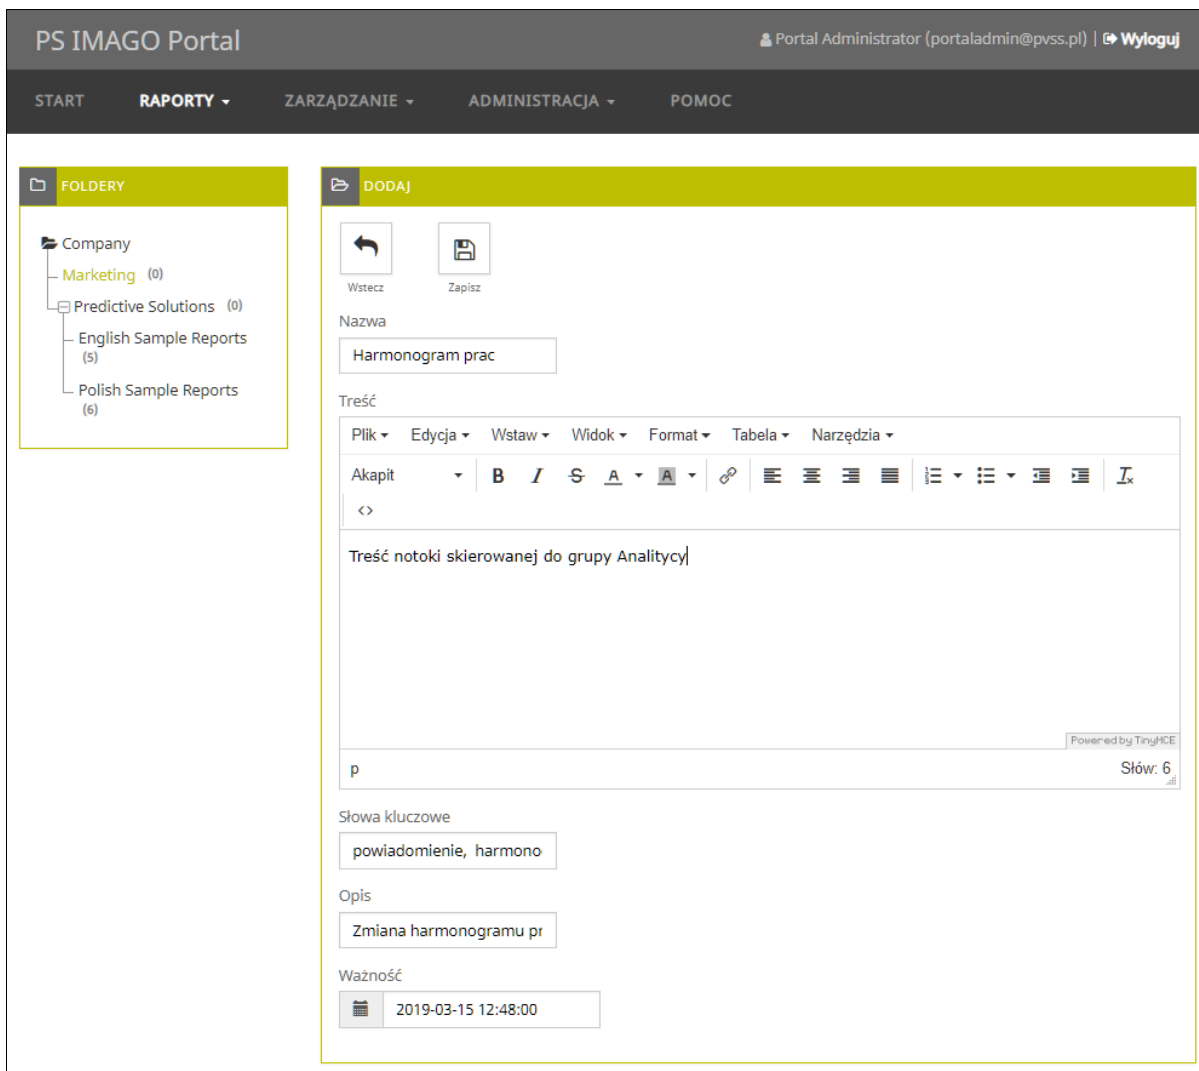 PS IMAGO Portal
Portal Administrator (portaladmin@pvss.pl) | Wyloguj
START RAPORTY ZARZĄDZANIE ADMINISTRACJA POMOC
FOLDERY
Company
Marketing (0)
Predictive Solutions (0)
English Sample Reports
(5)
Polish Sample Reports
(6)
DODAJ
Wstecz Zapisz
Nazwa
Harmonogram prac
Treść
Plik Edycja Wstaw Widok Format Tabela Narzędzia
Akapit B I S A A
Treść notoki skierowanej do grupy Analitycy
Powered by TinyMCE
p Słów: 6
Słowa kluczowe
powiadomienie, harmono
Opis
Zmiana harmonogramu pr
Ważność
2019-03-15 12:48:00